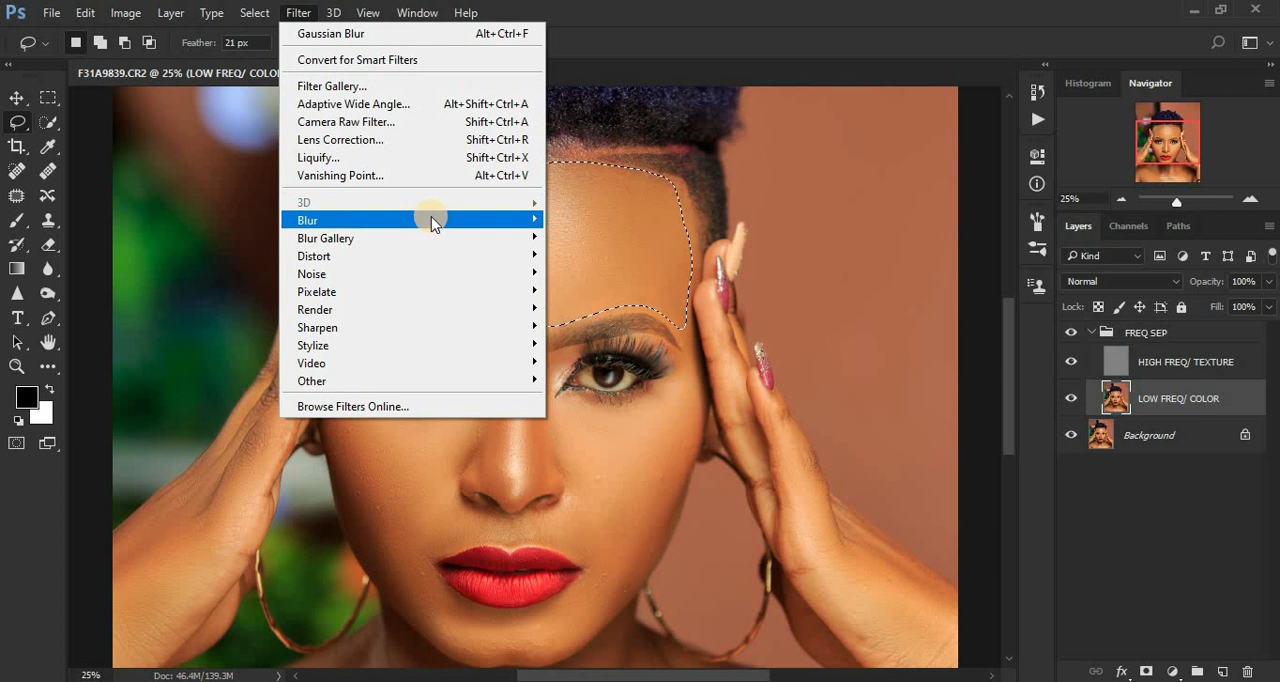 Ps File Edit Image Layer Type Select Filter 3D View Window Help
Feather: 21 px
F31A9839.CR2 @ 25% (LOW FREQ/ COLO
Gaussian Blur Alt+Ctrl+F
Convert for Smart Filters
Filter Gallery...
Adaptive Wide Angle... Alt+Shift+Ctrl+A
Camera Raw Filter... Shift+Ctrl+A
Lens Correction... Shift+Ctrl+R
Liquify... Shift+Ctrl+X
Vanishing Point... Alt+Ctrl+V
3D
Blur
Blur Gallery
Distort
Noise
Pixelate
Render
Sharpen
Stylize
Video
Other
Browse Filters Online...
Histogram Navigator
25%
Layers Channels Paths
Kind
Normal Opacity: 100%
Lock: Fill: 100%
FREQ SEP
HIGH FREQ/ TEXTURE
LOW FREQ/ COLOR
Background
25% Doc: 46.4M/139.3M